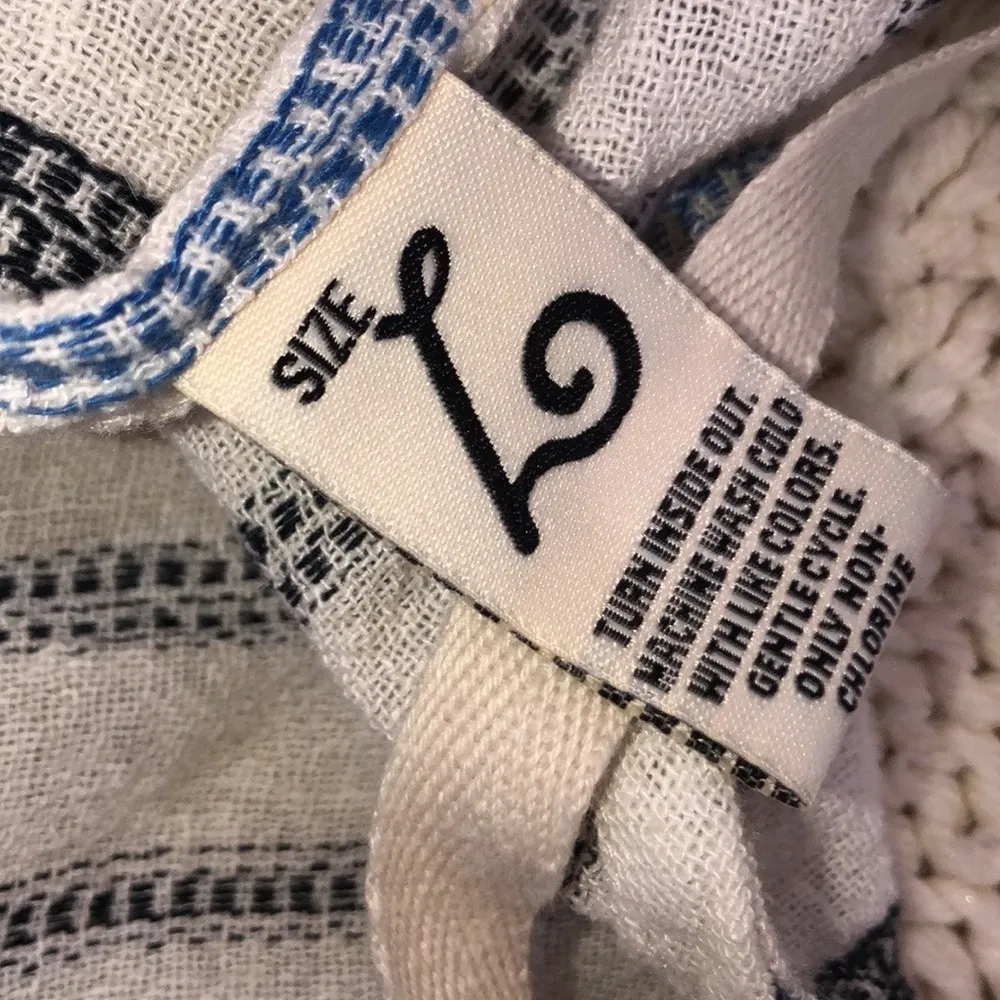 SIZE
L
TURN INSIDE OUT.
MACHINE WASH COLD
WITH LIKE COLORS.
GENTLE CYCLE.
ONLY NON-
CHLORINE